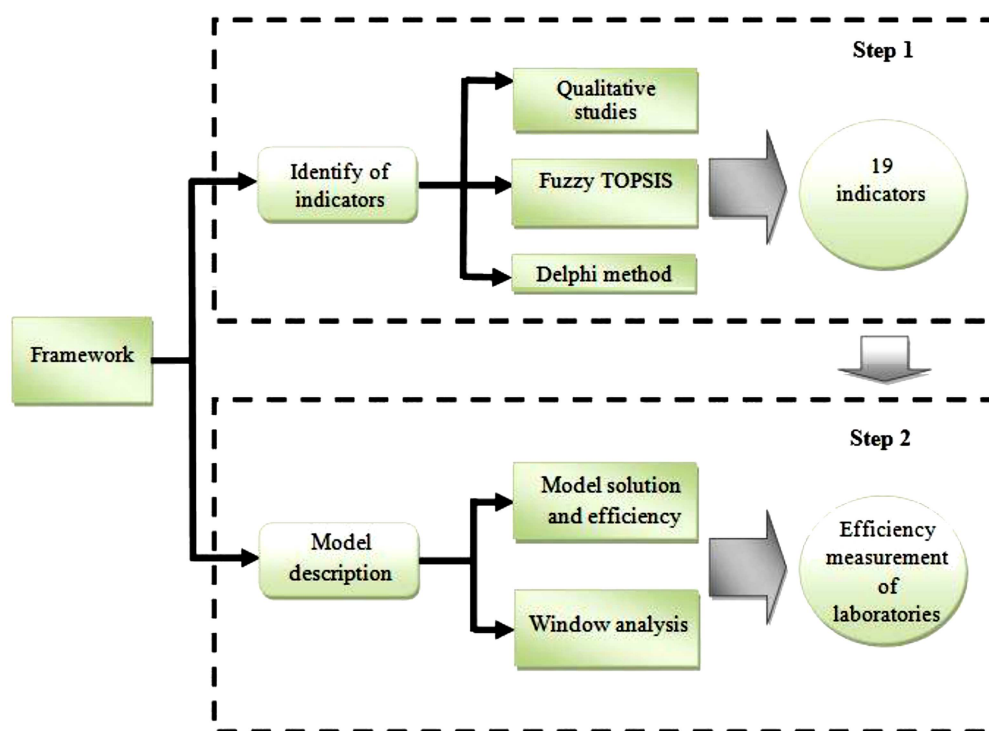 Step 1
Qualitative
studies
Identify of
indicators
Fuzzy TOPSIS
19
indicators
Delphi method
Framework
Step 2
Model solution
and efficiency
Model
description
Efficiency
measurement
of
laboratories
Window analysis